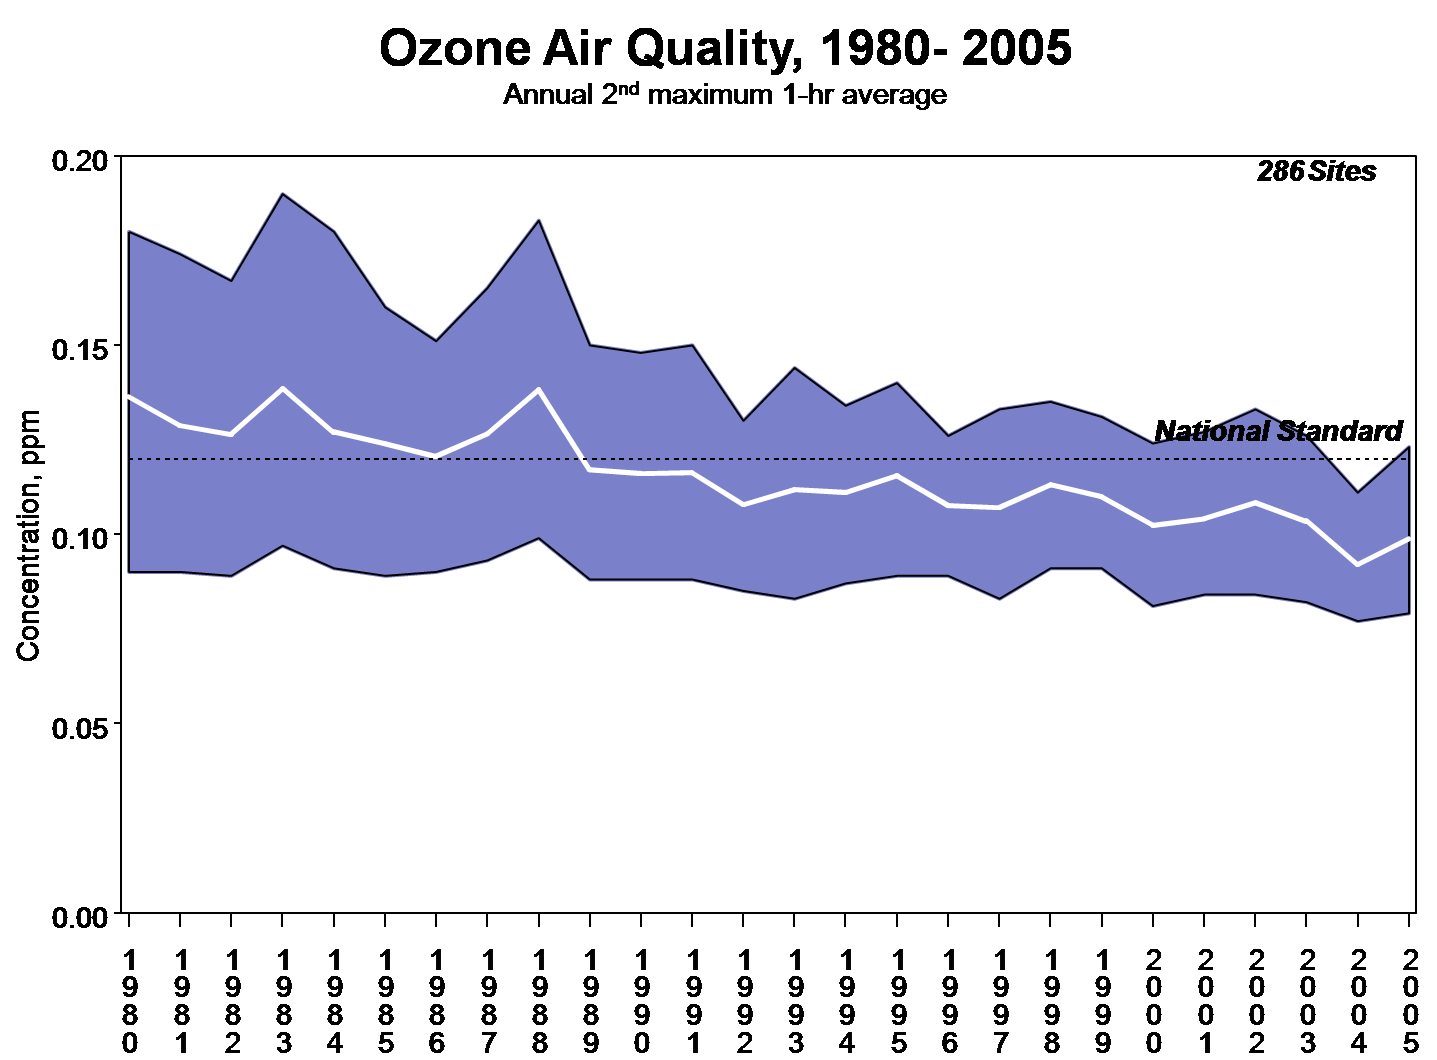 Ozone Air Quality, 1980- 2005
Annual 2nd maximum 1-hr average
286 Sites
National Standard
Concentration, ppm
0.20
0.15
0.10
0.05
0.00
1980 1981 1982 1983 1984 1985 1986 1987 1988 1989 1990 1991 1992 1993 1994 1995 1996 1997 1998 1999 2000 2001 2002 2003 2004 2005